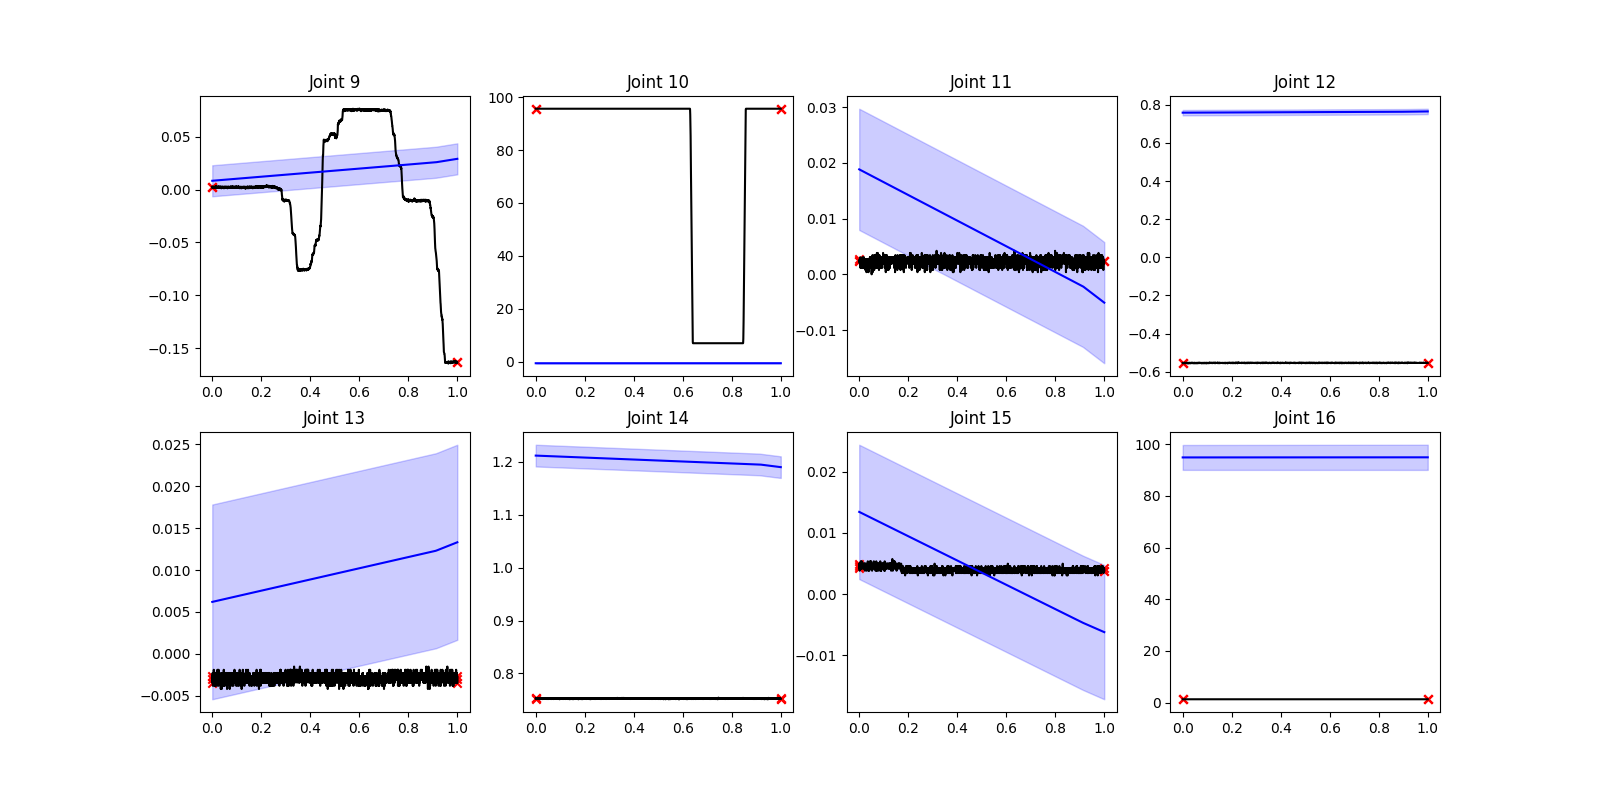 Joint 9
0.05
0.00
−0.05
−0.10
−0.15
0.0 0.2 0.4 0.6 0.8 1.0
Joint 10
100
80
60
40
20
0
0.0 0.2 0.4 0.6 0.8 1.0
Joint 11
0.03
0.02
0.01
0.00
−0.01
0.0 0.2 0.4 0.6 0.8 1.0
Joint 12
0.8
0.6
0.4
0.2
0.0
−0.2
−0.4
−0.6
0.0 0.2 0.4 0.6 0.8 1.0
Joint 13
0.025
0.020
0.015
0.010
0.005
0.000
−0.005
0.0 0.2 0.4 0.6 0.8 1.0
Joint 14
1.2
1.1
1.0
0.9
0.8
0.0 0.2 0.4 0.6 0.8 1.0
Joint 15
0.02
0.01
0.00
−0.01
0.0 0.2 0.4 0.6 0.8 1.0
Joint 16
100
80
60
40
20
0
0.0 0.2 0.4 0.6 0.8 1.0